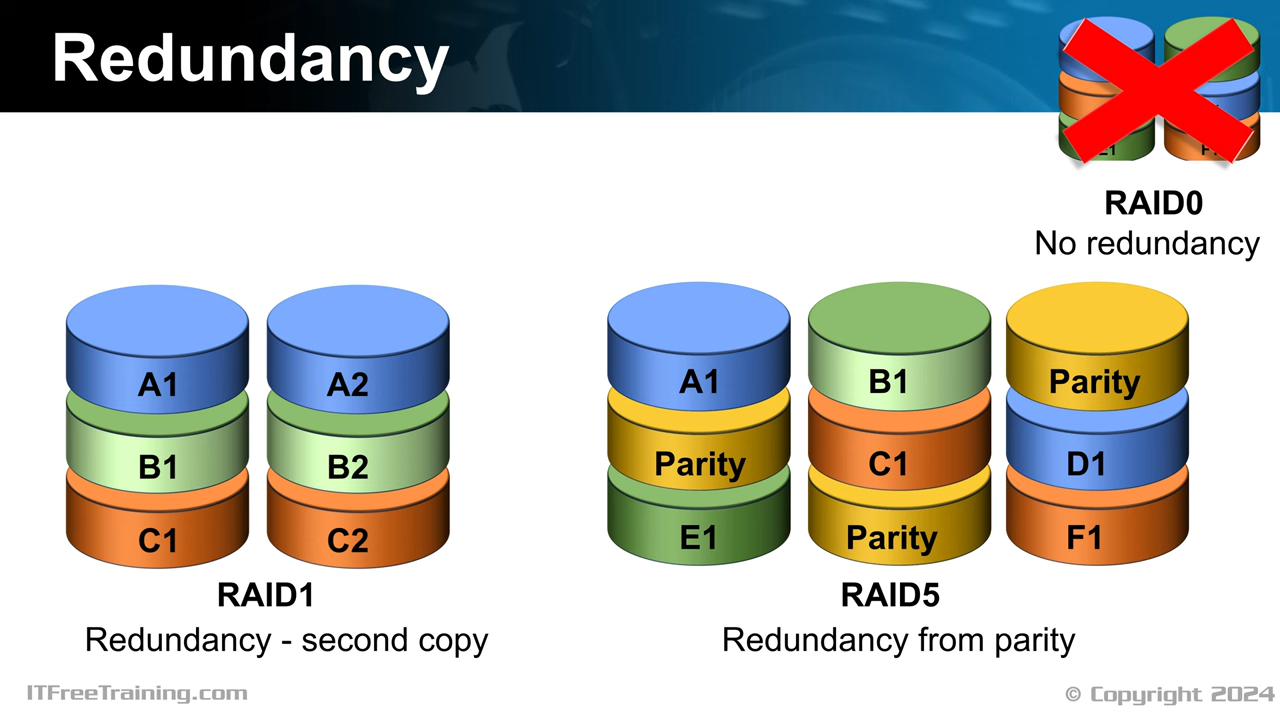 Redundancy
RAID0
No redundancy
A1 A2
B1 B2
C1 C2
RAID1
Redundancy - second copy
A1 B1 Parity
Parity C1 D1
E1 Parity F1
RAID5
Redundancy from parity
ITFreeTraining.com
© Copyright 2024